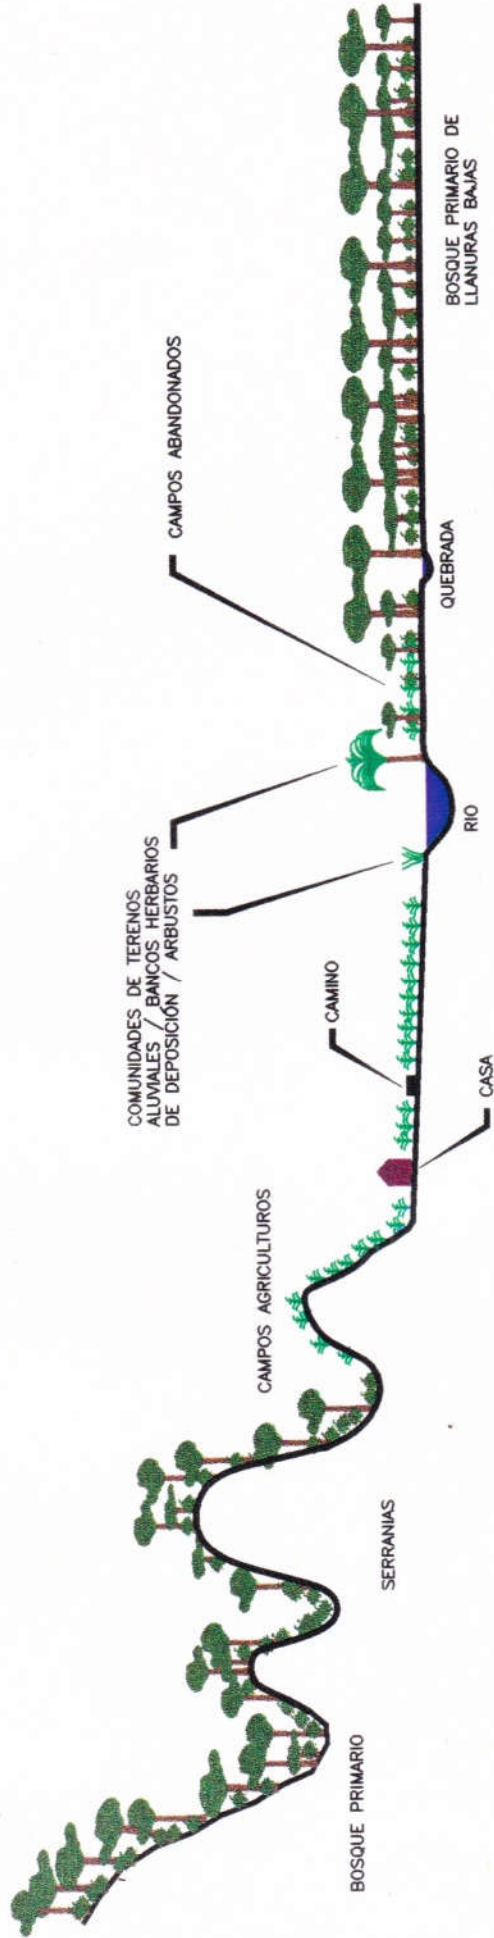 BOSQUE PRIMARIO
SERRANIAS
CAMPOS AGRICULTUROS
COMUNIDADES DE TERENOS
ALUVIALES / BANCOS HERBARIOS
DE DEPOSICIÓN / ARBUSTOS
CASA
CAMINO
RIO
CAMPOS ABANDONADOS
QUEBRADA
BOSQUE PRIMARIO DE
LLANURAS BAJAS